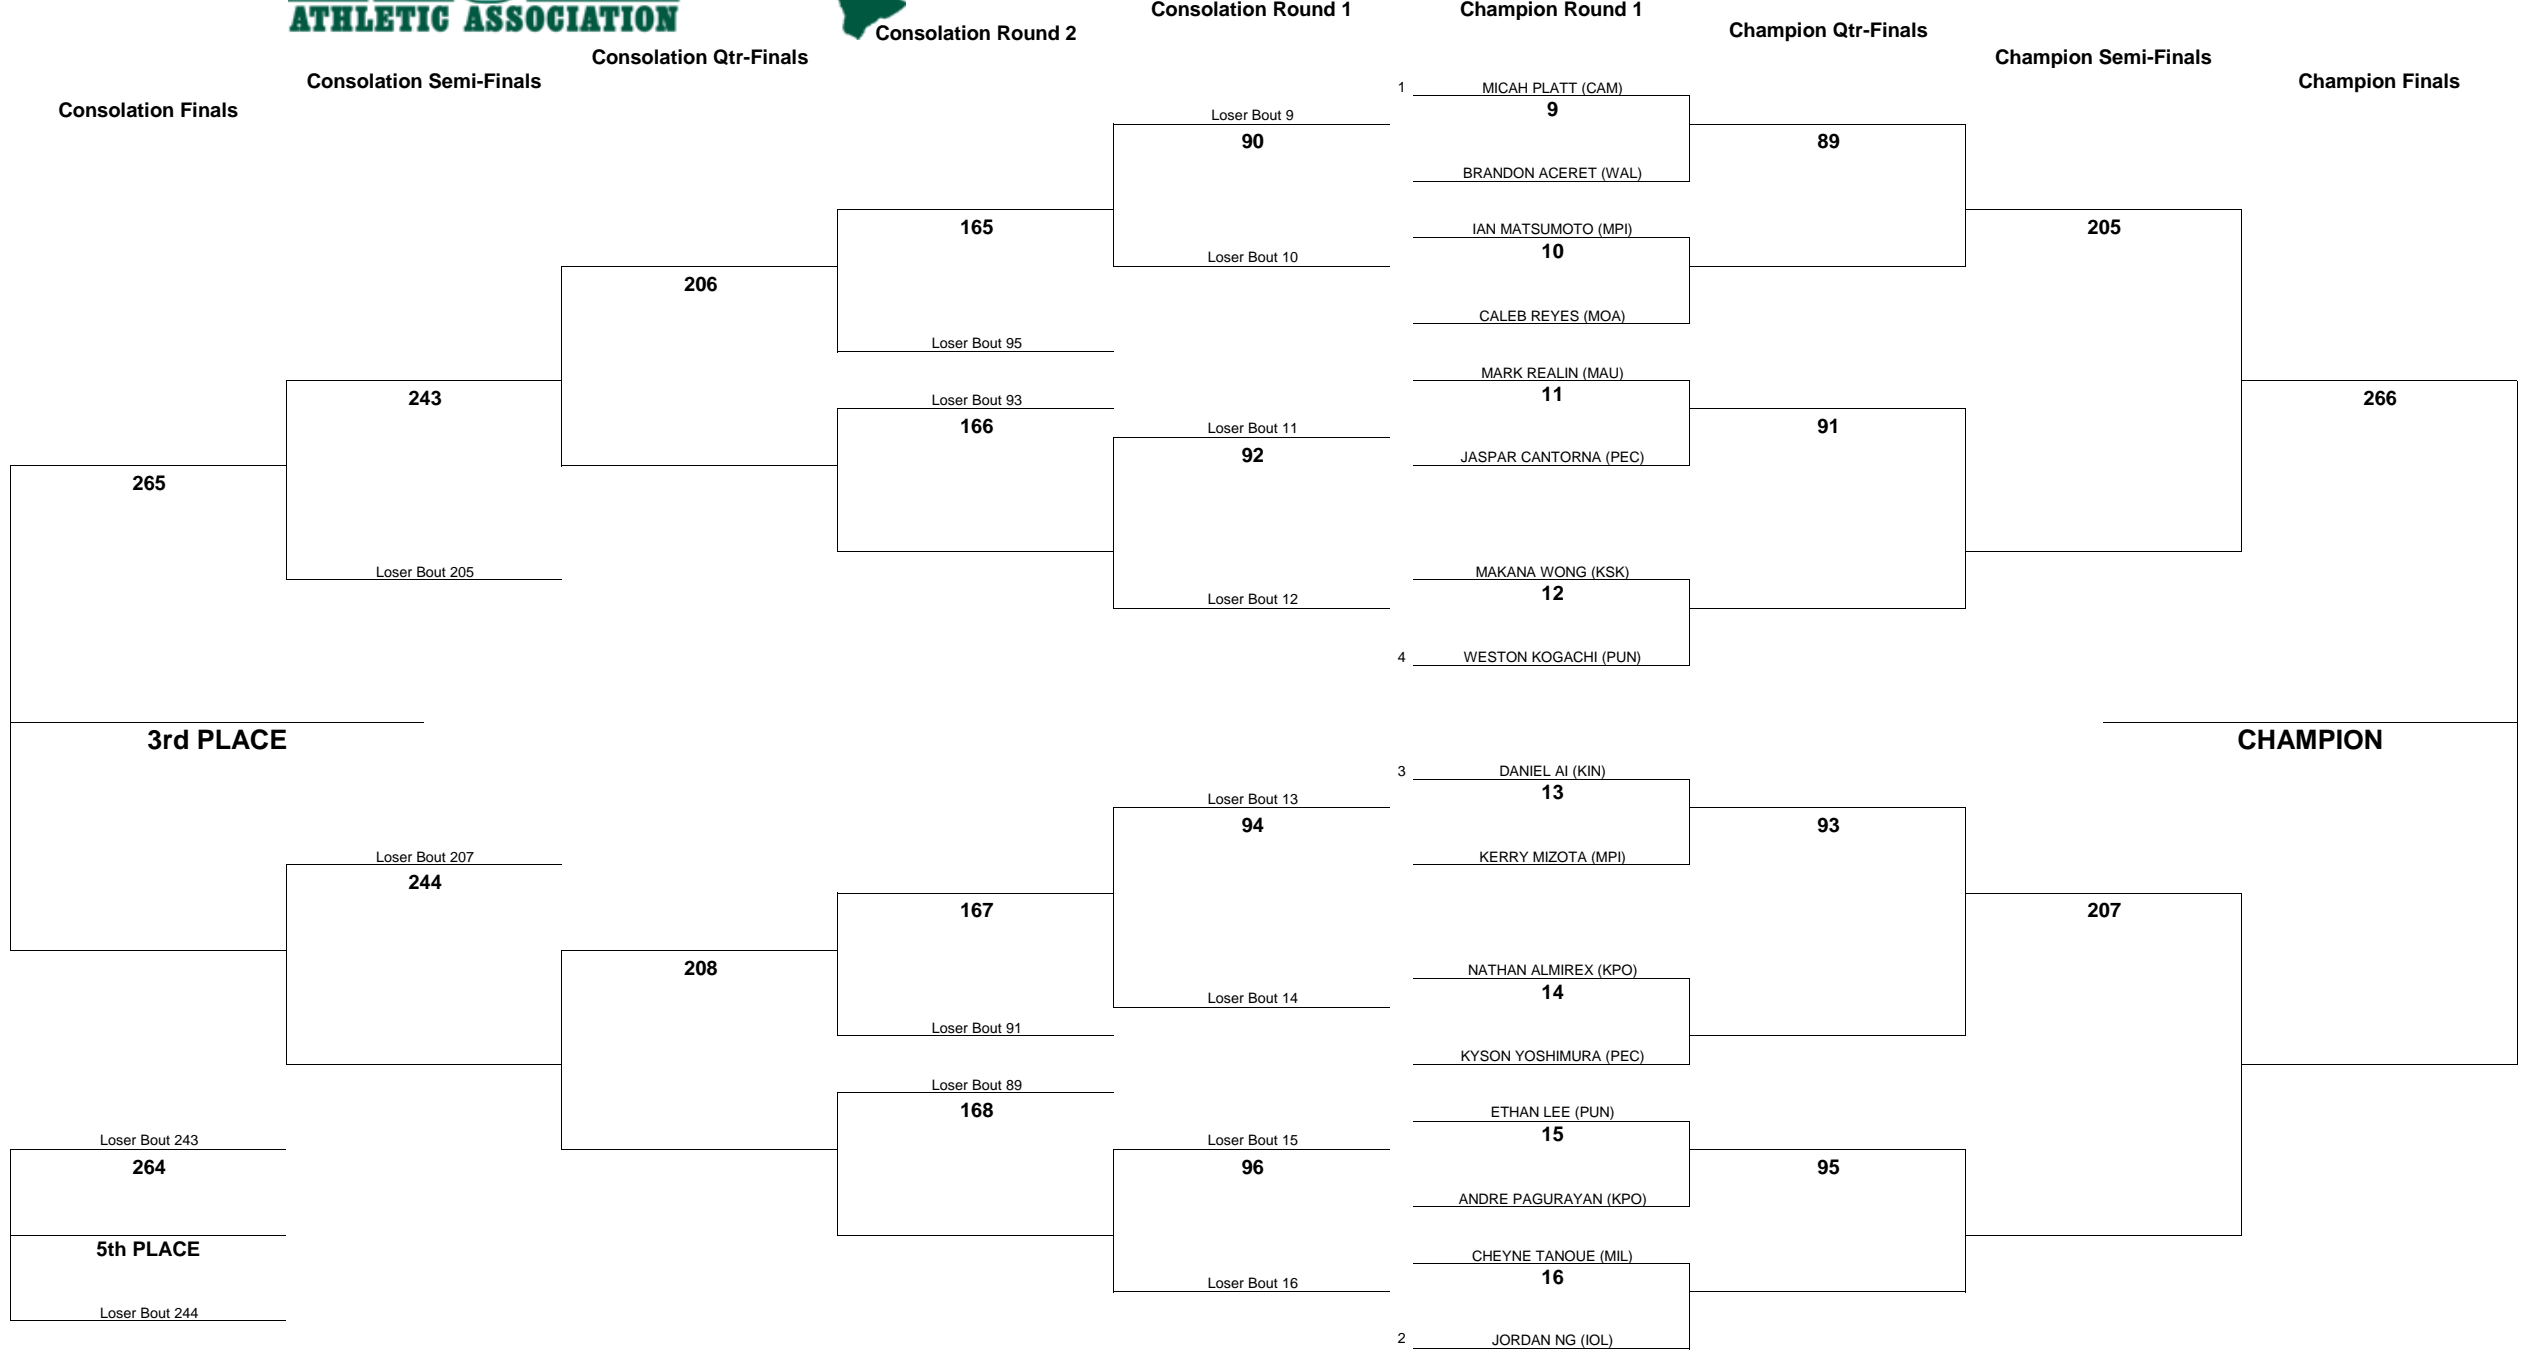 ATHLETIC ASSOCIATION
Consolation Round 1
Champion Round 1
Consolation Round 2
Champion Qtr-Finals
Consolation Qtr-Finals
Champion Semi-Finals
Consolation Semi-Finals
Champion Finals
Consolation Finals
1 MICAH PLATT (CAM)
9
Loser Bout 9
90
89
BRANDON ACERET (WAL)
165
IAN MATSUMOTO (MPI)
205
10
Loser Bout 10
206
CALEB REYES (MOA)
Loser Bout 95
MARK REALIN (MAU)
243
Loser Bout 93
11
266
166
Loser Bout 11
91
92
JASPAR CANTORNA (PEC)
265
Loser Bout 205
MAKANA WONG (KSK)
12
Loser Bout 12
4 WESTON KOGACHI (PUN)
3rd PLACE
CHAMPION
3 DANIEL AI (KIN)
13
Loser Bout 13
94
93
Loser Bout 207
KERRY MIZOTA (MPI)
244
167
207
208
NATHAN ALMIREX (KPO)
14
Loser Bout 14
Loser Bout 91
KYSON YOSHIMURA (PEC)
Loser Bout 89
168
ETHAN LEE (PUN)
15
Loser Bout 243
Loser Bout 15
264
96
95
ANDRE PAGURAYAN (KPO)
5th PLACE
CHEYNE TANOUE (MIL)
16
Loser Bout 16
Loser Bout 244
2 JORDAN NG (IOL)